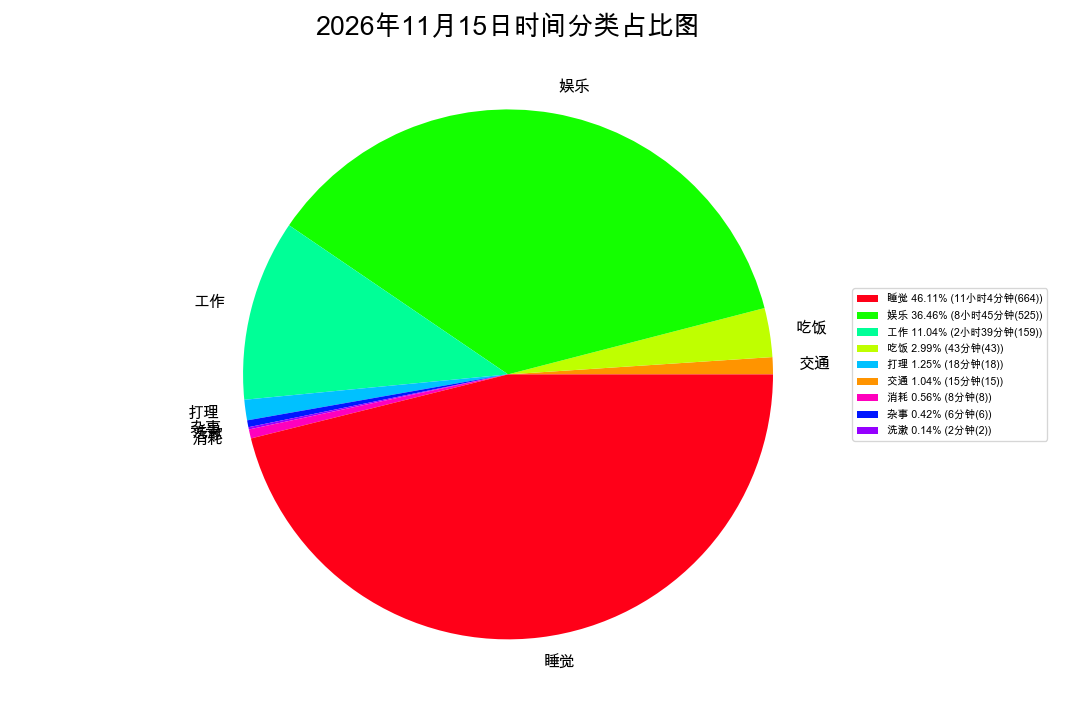 2026年11月15日时间分类占比图
娱乐
工作
吃饭
交通
打理
杂事
洗漱
消耗
睡觉
睡觉 46.11% (11小时4分钟(664))
娱乐 36.46% (8小时45分钟(525))
工作 11.04% (2小时39分钟(159))
吃饭 2.99% (43分钟(43))
打理 1.25% (18分钟(18))
交通 1.04% (15分钟(15))
消耗 0.56% (8分钟(8))
杂事 0.42% (6分钟(6))
洗漱 0.14% (2分钟(2))